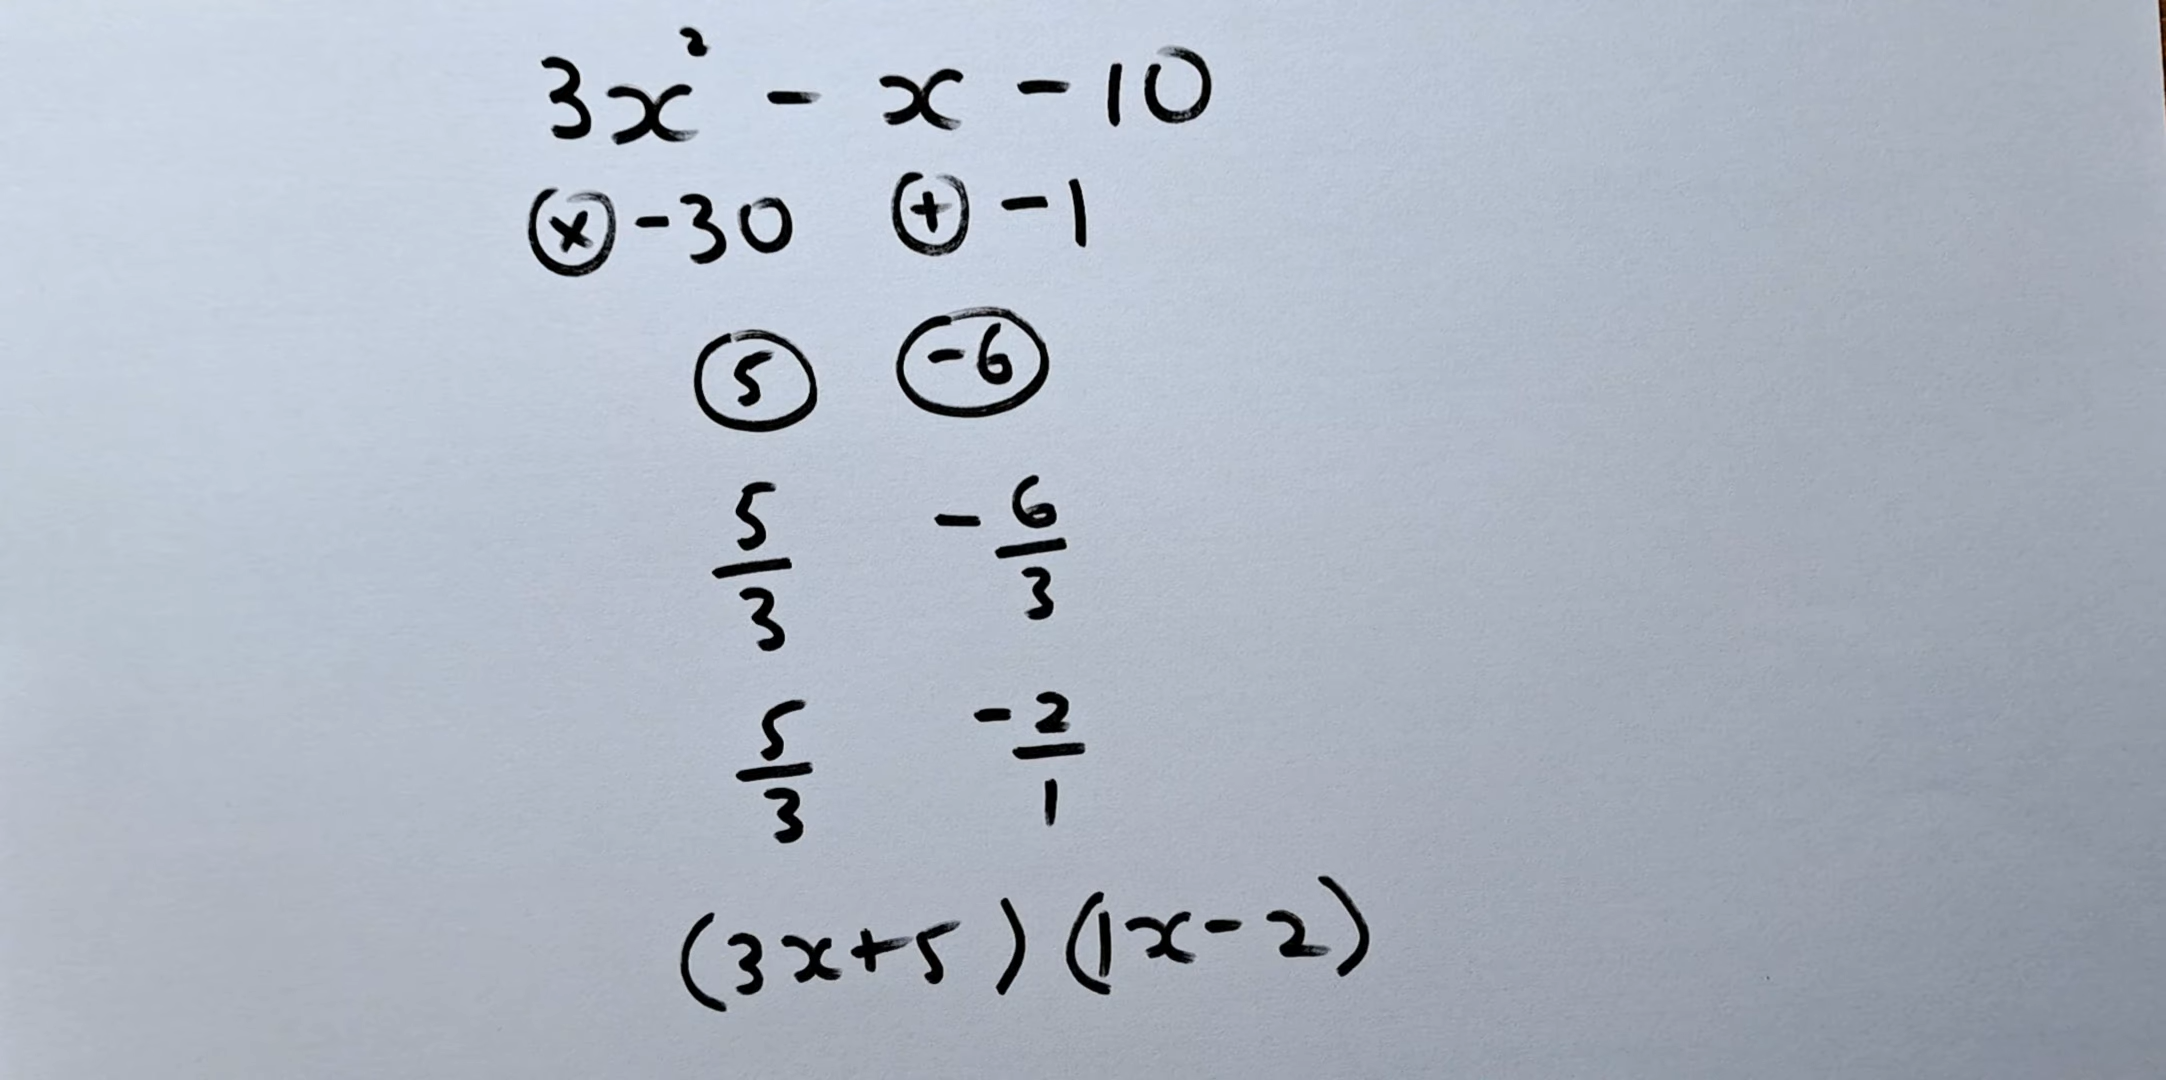 3x² - x - 10
⊗ -30 ⊕ -1
5 -6
5/3 -6/3
5/3 -2/1
(3x+5)(1x-2)